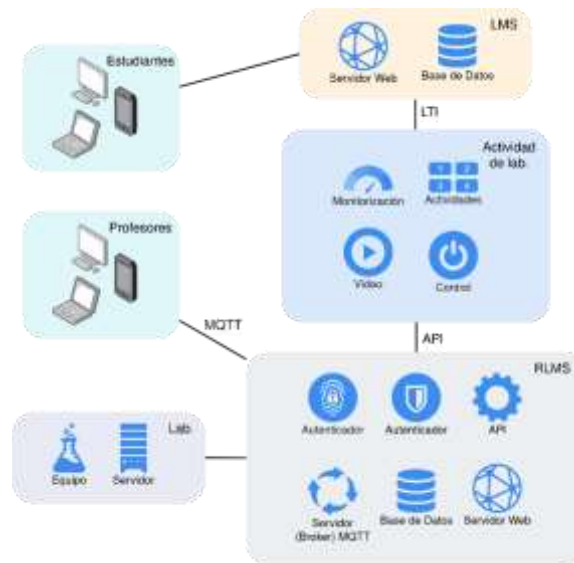 LMS
Estudiantes
Servidor Web
Base de Datos
LTI
Actividad
de lab.
Monitorización
Actividades
Profesores
Video
Control
MQTT
API
RLMS
Autenticador
Autenticador
API
Lab
Equipo
Servidor
Servidor
(Broker) MQTT
Base de Datos
Servidor Web